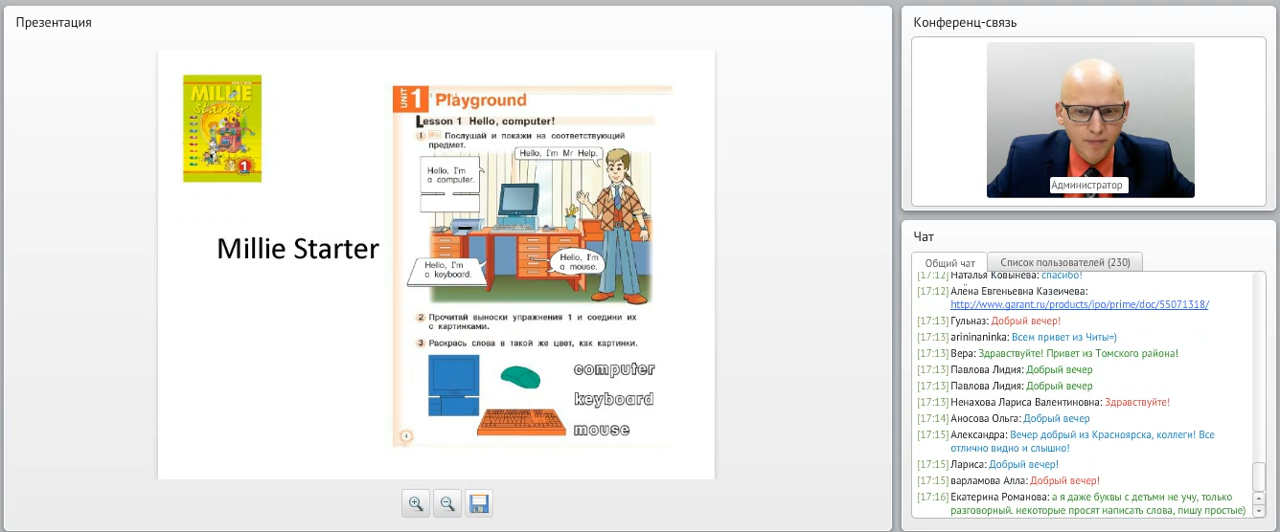 Презентация
MILLIE
Starter
1
Millie Starter
UNIT 1 Playground
Lesson 1 Hello, computer!
1 Послушай и покажи на соответствующий
предмет.
Hello, I'm Mr Help.
Hello, I'm
a computer.
Hello, I'm
a keyboard.
Hello, I'm
a mouse.
2 Прочитай выноски упражнения 1 и соедини их
с картинками.
3 Раскрась слова в такой же цвет, как картинки.
computer
keyboard
mouse
4
Конференц-связь
Администратор
Чат
Общий чат
Список пользователей (230)
[17:12] Наталья Ковынева: спасибо!
[17:12] Алёна Евгеньевна Казеичева:
http://www.garant.ru/products/ipo/prime/doc/55071318/
[17:13] Гульназ: Добрый вечер!
[17:13] arininaninka: Всем привет из Читы=)
[17:13] Вера: Здравствуйте! Привет из Томского района!
[17:13] Павлова Лидия: Добрый вечер
[17:13] Павлова Лидия: Добрый вечер
[17:13] Ненахова Лариса Валентиновна: Здравствуйте!
[17:14] Аносова Ольга: Добрый вечер
[17:15] Александра: Вечер добрый из Красноярска, коллеги! Все
отлично видно и слышно!
[17:15] Лариса: Добрый вечер!
[17:15] варламова Алла: Добрый вечер!
[17:16] Екатерина Романова: а я даже буквы с детьми не учу, только
разговорный. некоторые просят написать слова, пишу простые)